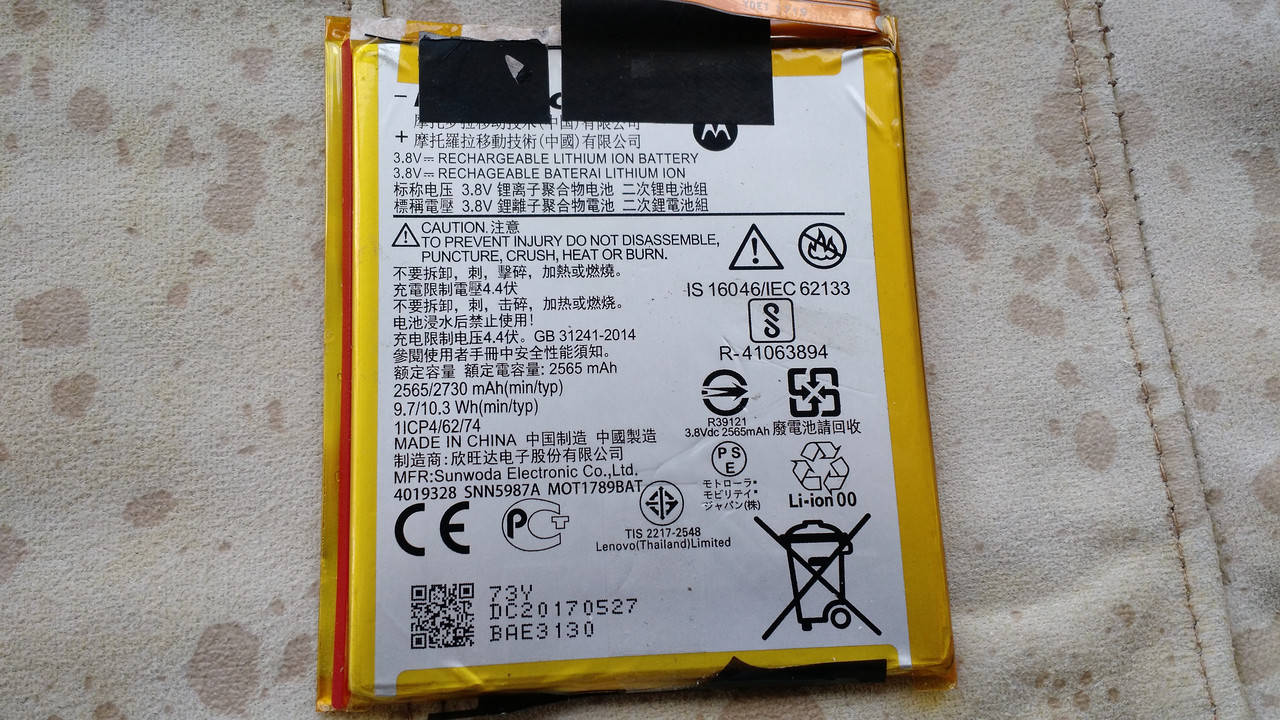 − 
摩托罗拉移动技术(中国)有限公司
+ 摩托羅拉移動技術(中國)有限公司
3.8V⎓ RECHARGEABLE LITHIUM ION BATTERY
3.8V⎓ RECHAGEABLE BATERAI LITHIUM ION
标称电压 3.8V 锂离子聚合物电池 二次锂电池组
標稱電壓 3.8V 鋰離子聚合物電池 二次鋰電池組
CAUTION. 注意
TO PREVENT INJURY DO NOT DISASSEMBLE,
PUNCTURE, CRUSH, HEAT OR BURN.
不要拆卸，刺，擊碎，加熱或燃燒。
充電限制電壓4.4伏
不要拆卸，刺，击碎，加热或燃烧。
电池浸水后禁止使用!
充电限制电压4.4伏。GB 31241-2014
參閱使用者手冊中安全性能須知。
额定容量 額定電容量: 2565 mAh
2565/2730 mAh(min/typ)
9.7/10.3 Wh(min/typ)
1ICP4/62/74
MADE IN CHINA 中国制造 中國製造
制造商:欣旺达电子股份有限公司
MFR:Sunwoda Electronic Co.,Ltd.
4019328 SNN5987A MOT1789BAT
IS 16046/IEC 62133
R-41063894
R39121
3.8Vdc 2565mAh
廢電池請回收
PSE
モトローラ*
モビリテイ*
ジャパン(株)
Li-ion 00
CE
PCT
TIS 2217-2548
Lenovo(Thailand)Limited
73Y
DC20170527
BAE3130